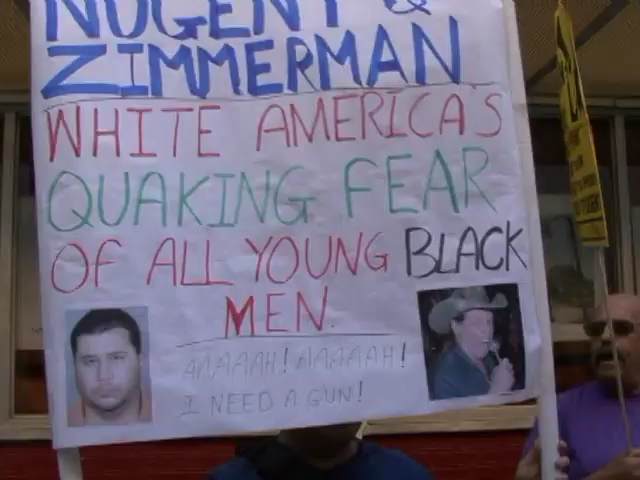 NUGENT &
ZIMMERMAN
WHITE AMERICA'S
QUAKING FEAR
OF ALL YOUNG BLACK
MEN.
AAAAAH! AAAAAH!
I NEED A GUN!